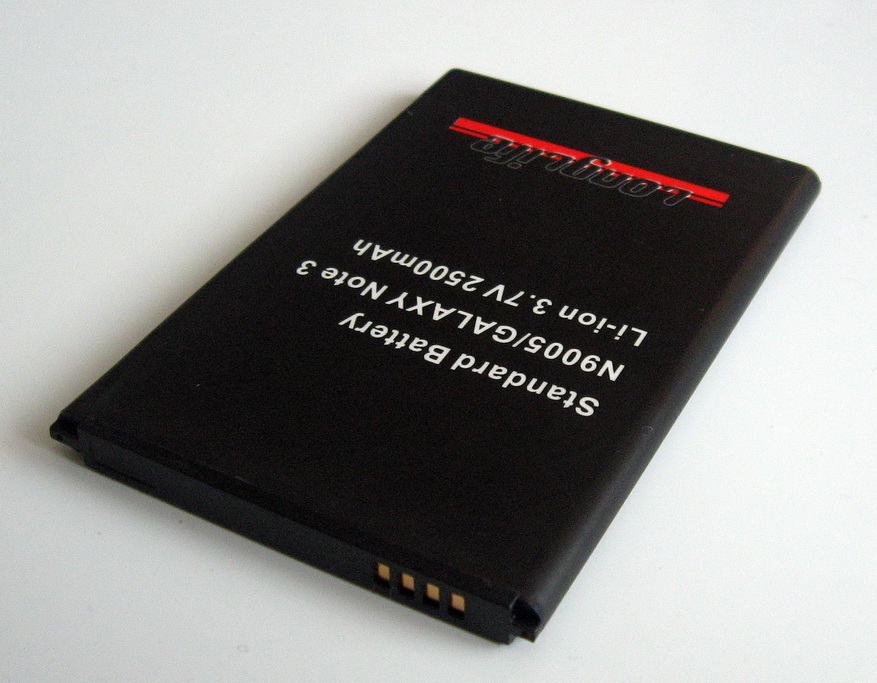 LongLife
Li-ion 3.7V 2500mAh
N9005/GALAXY Note 3
Standard Battery